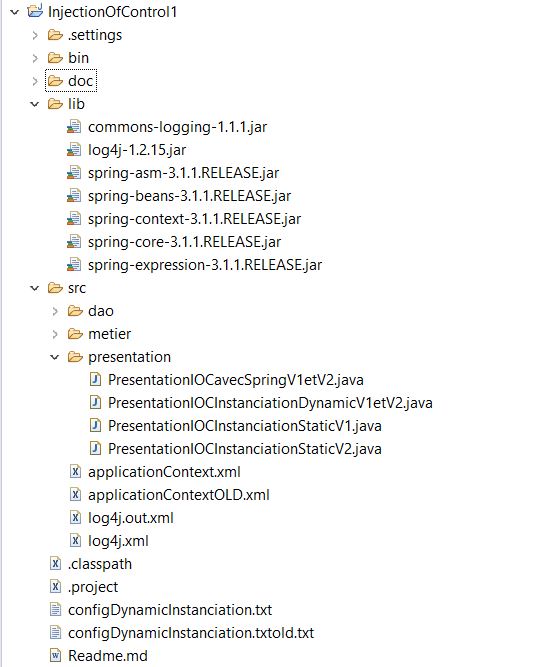 InjectionOfControl1
.settings
bin
doc
lib
commons-logging-1.1.1.jar
log4j-1.2.15.jar
spring-asm-3.1.1.RELEASE.jar
spring-beans-3.1.1.RELEASE.jar
spring-context-3.1.1.RELEASE.jar
spring-core-3.1.1.RELEASE.jar
spring-expression-3.1.1.RELEASE.jar
src
dao
metier
presentation
PresentationIOCavecSpringV1etV2.java
PresentationIOCInstanciationDynamicV1etV2.java
PresentationIOCInstanciationStaticV1.java
PresentationIOCInstanciationStaticV2.java
applicationContext.xml
applicationContextOLD.xml
log4j.out.xml
log4j.xml
.classpath
.project
configDynamicInstanciation.txt
configDynamicInstanciation.txtold.txt
Readme.md